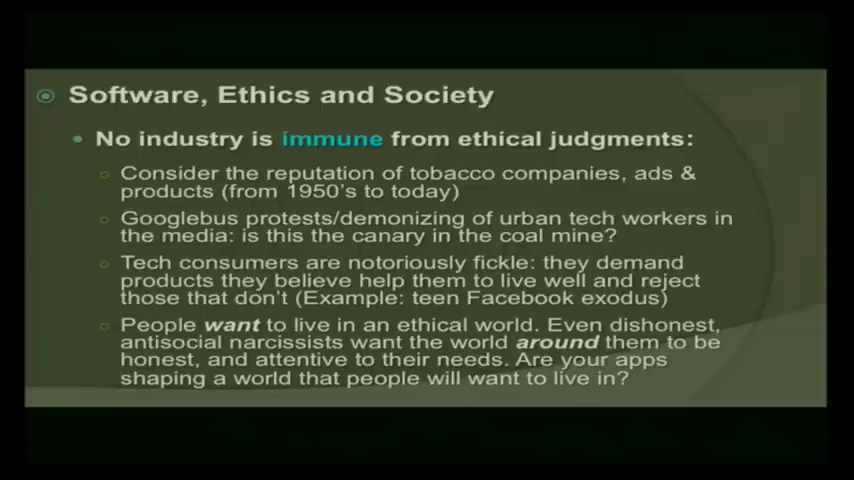 Software, Ethics and Society
No industry is immune from ethical judgments:
Consider the reputation of tobacco companies, ads &
products (from 1950's to today)
Googlebus protests/demonizing of urban tech workers in
the media: is this the canary in the coal mine?
Tech consumers are notoriously fickle: they demand
products they believe help them to live well and reject
those that don't (Example: teen Facebook exodus)
People want to live in an ethical world. Even dishonest,
antisocial narcissists want the world around them to be
honest, and attentive to their needs. Are your apps
shaping a world that people will want to live in?